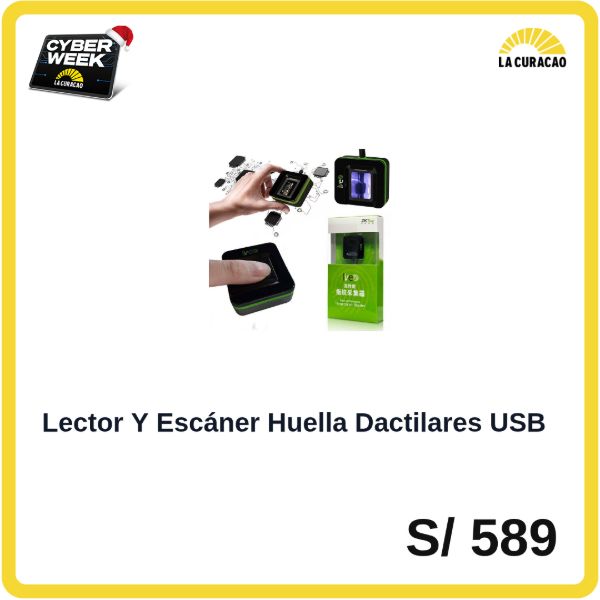 CYBER
WEEK
LA CURACAO
LA CURACAO
Lector Y Escáner Huella Dactilares USB
S/ 589